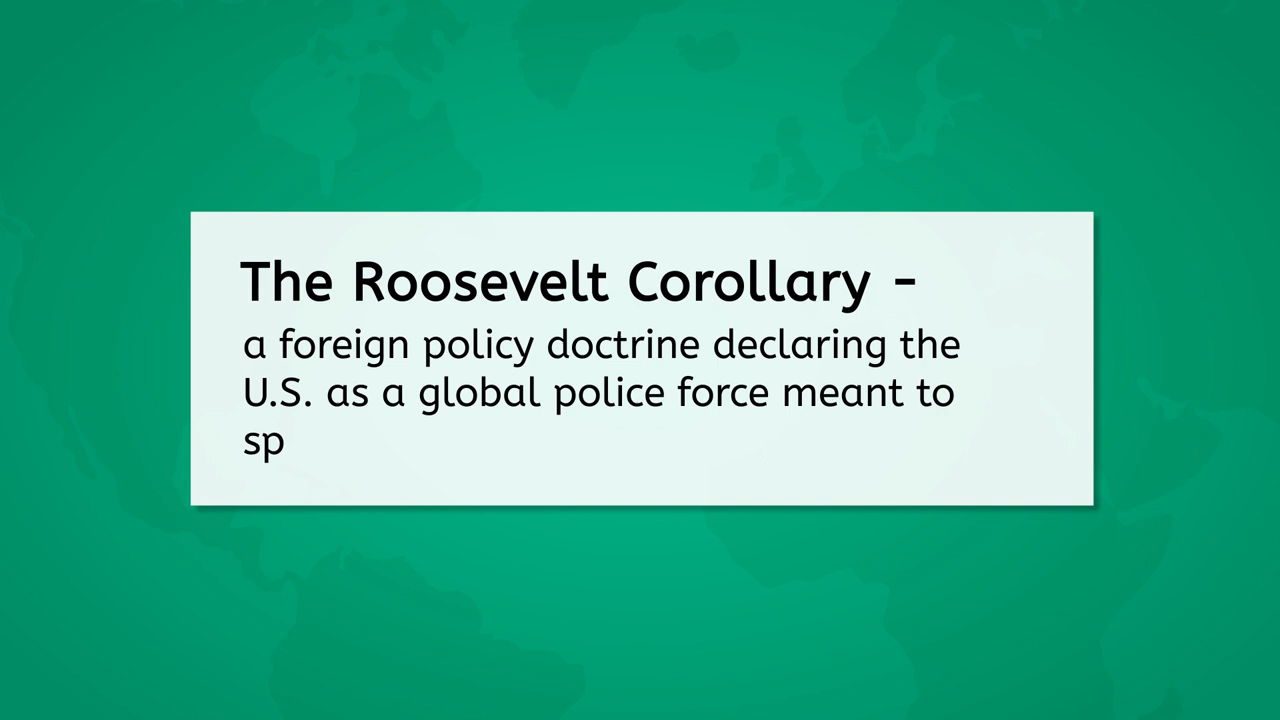 The Roosevelt Corollary -
a foreign policy doctrine declaring the
U.S. as a global police force meant to
sp